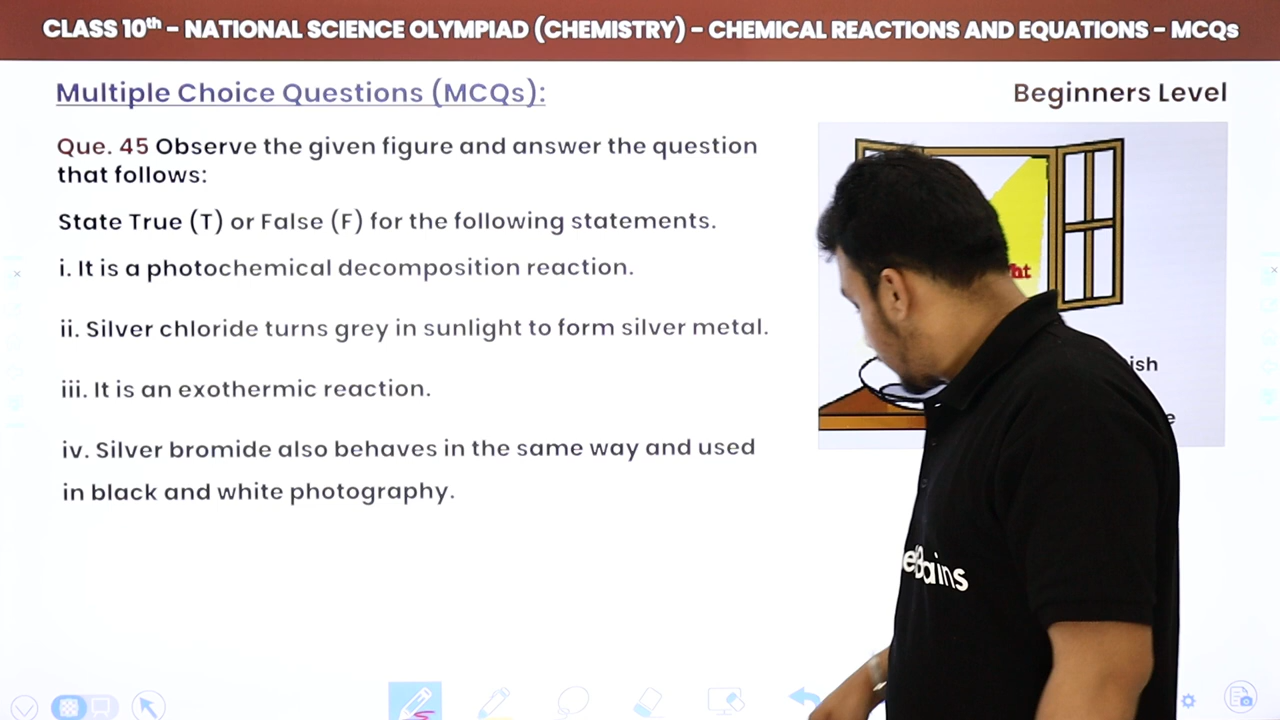 CLASS 10th - NATIONAL SCIENCE OLYMPIAD (CHEMISTRY) - CHEMICAL REACTIONS AND EQUATIONS - MCQs
Multiple Choice Questions (MCQs):
Beginners Level
Que. 45 Observe the given figure and answer the question
that follows:
State True (T) or False (F) for the following statements.
i. It is a photochemical decomposition reaction.
ii. Silver chloride turns grey in sunlight to form silver metal.
iii. It is an exothermic reaction.
iv. Silver bromide also behaves in the same way and used
in black and white photography.